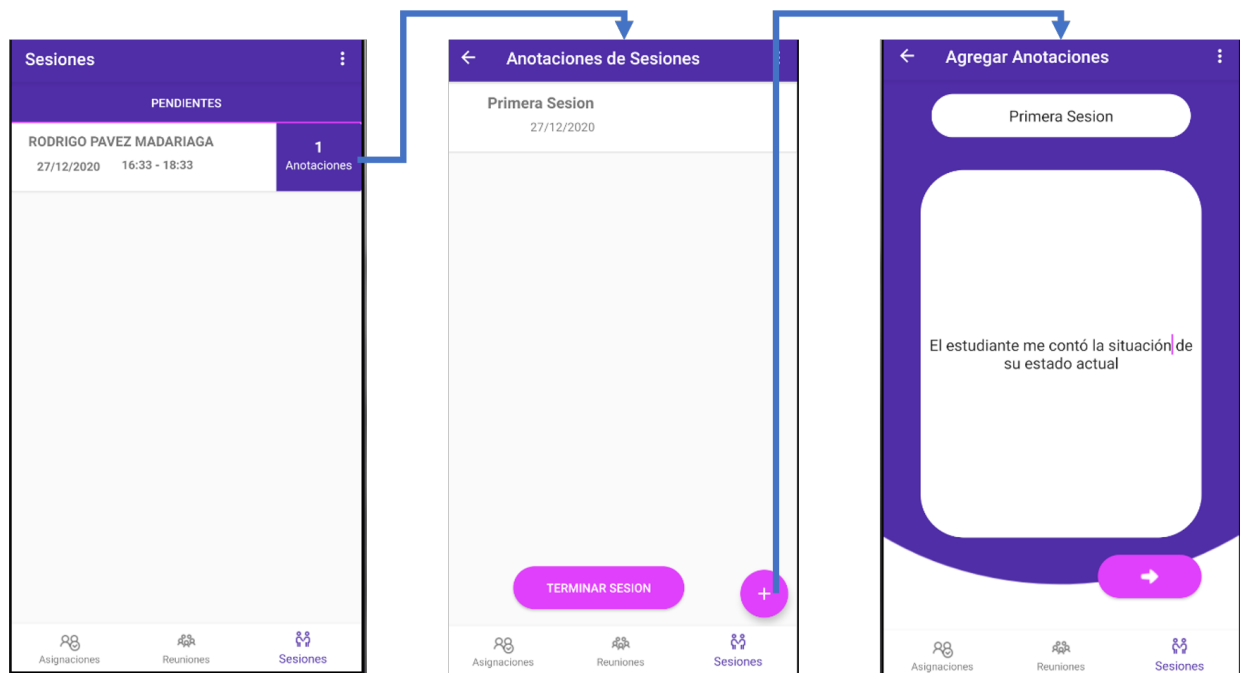 Sesiones
PENDIENTES
RODRIGO PAVEZ MADARIAGA
27/12/2020 16:33 - 18:33
1
Anotaciones
Asignaciones
Reuniones
Sesiones
Anotaciones de Sesiones
Primera Sesion
27/12/2020
TERMINAR SESION
+
Asignaciones
Reuniones
Sesiones
Agregar Anotaciones
Primera Sesion
El estudiante me contó la situación de
su estado actual
Asignaciones
Reuniones
Sesiones